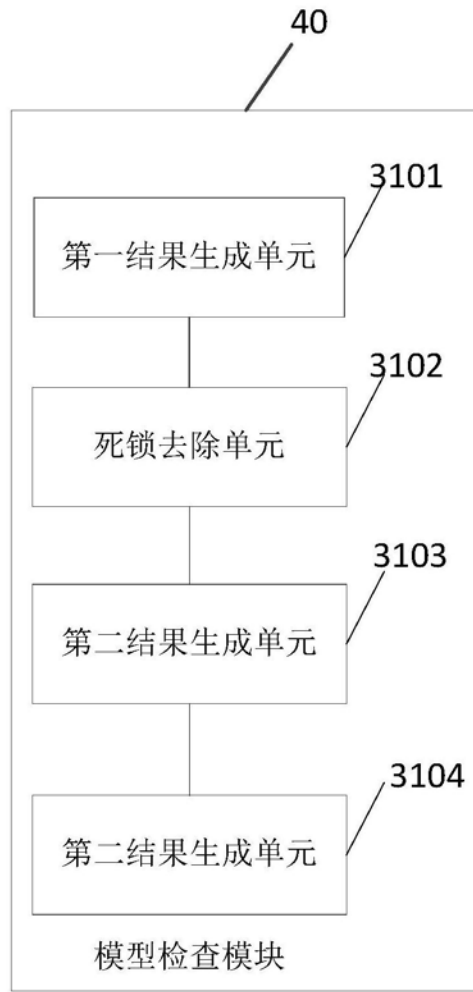 40
3101
第一结果生成单元
3102
死锁去除单元
3103
第二结果生成单元
3104
第二结果生成单元
模型检查模块